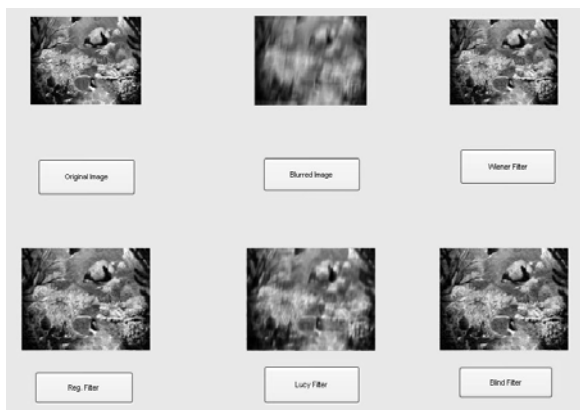 Original Image
Blurred Image
Wiener Filter
Reg. Filter
Lucy Filter
Blind Filter